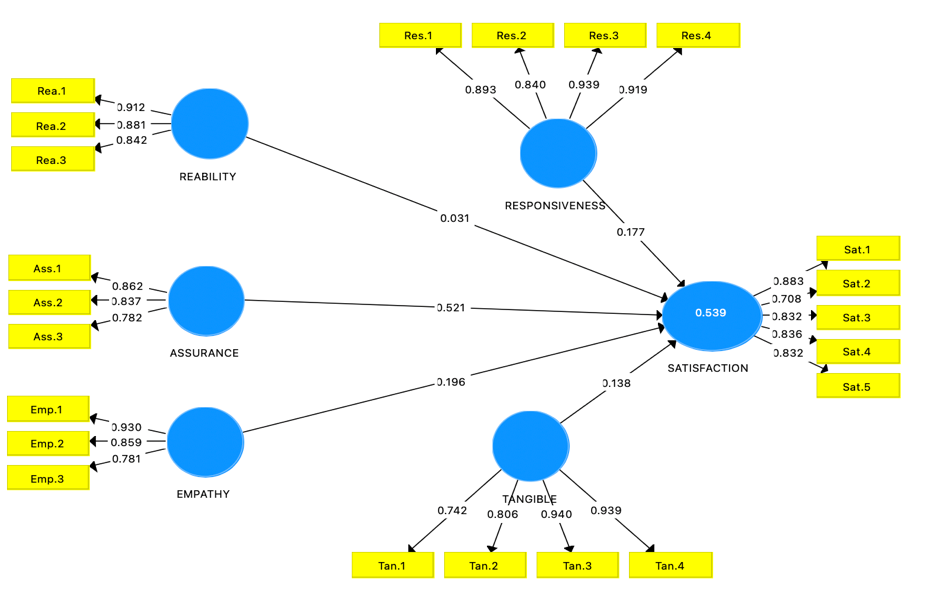 Res.1
Res.2
Res.3
Res.4
0.893
0.840
0.939
0.919
RESPONSIVENESS
Rea.1
Rea.2
Rea.3
0.912
0.881
0.842
REABILITY
0.031
0.177
Ass.1
Ass.2
Ass.3
0.862
0.837
0.782
ASSURANCE
0.521
0.539
SATISFACTION
0.883
0.708
0.832
0.836
0.832
Sat.1
Sat.2
Sat.3
Sat.4
Sat.5
Emp.1
Emp.2
Emp.3
0.930
0.859
0.781
EMPATHY
0.196
0.138
TANGIBLE
0.742
0.806
0.940
0.939
Tan.1
Tan.2
Tan.3
Tan.4